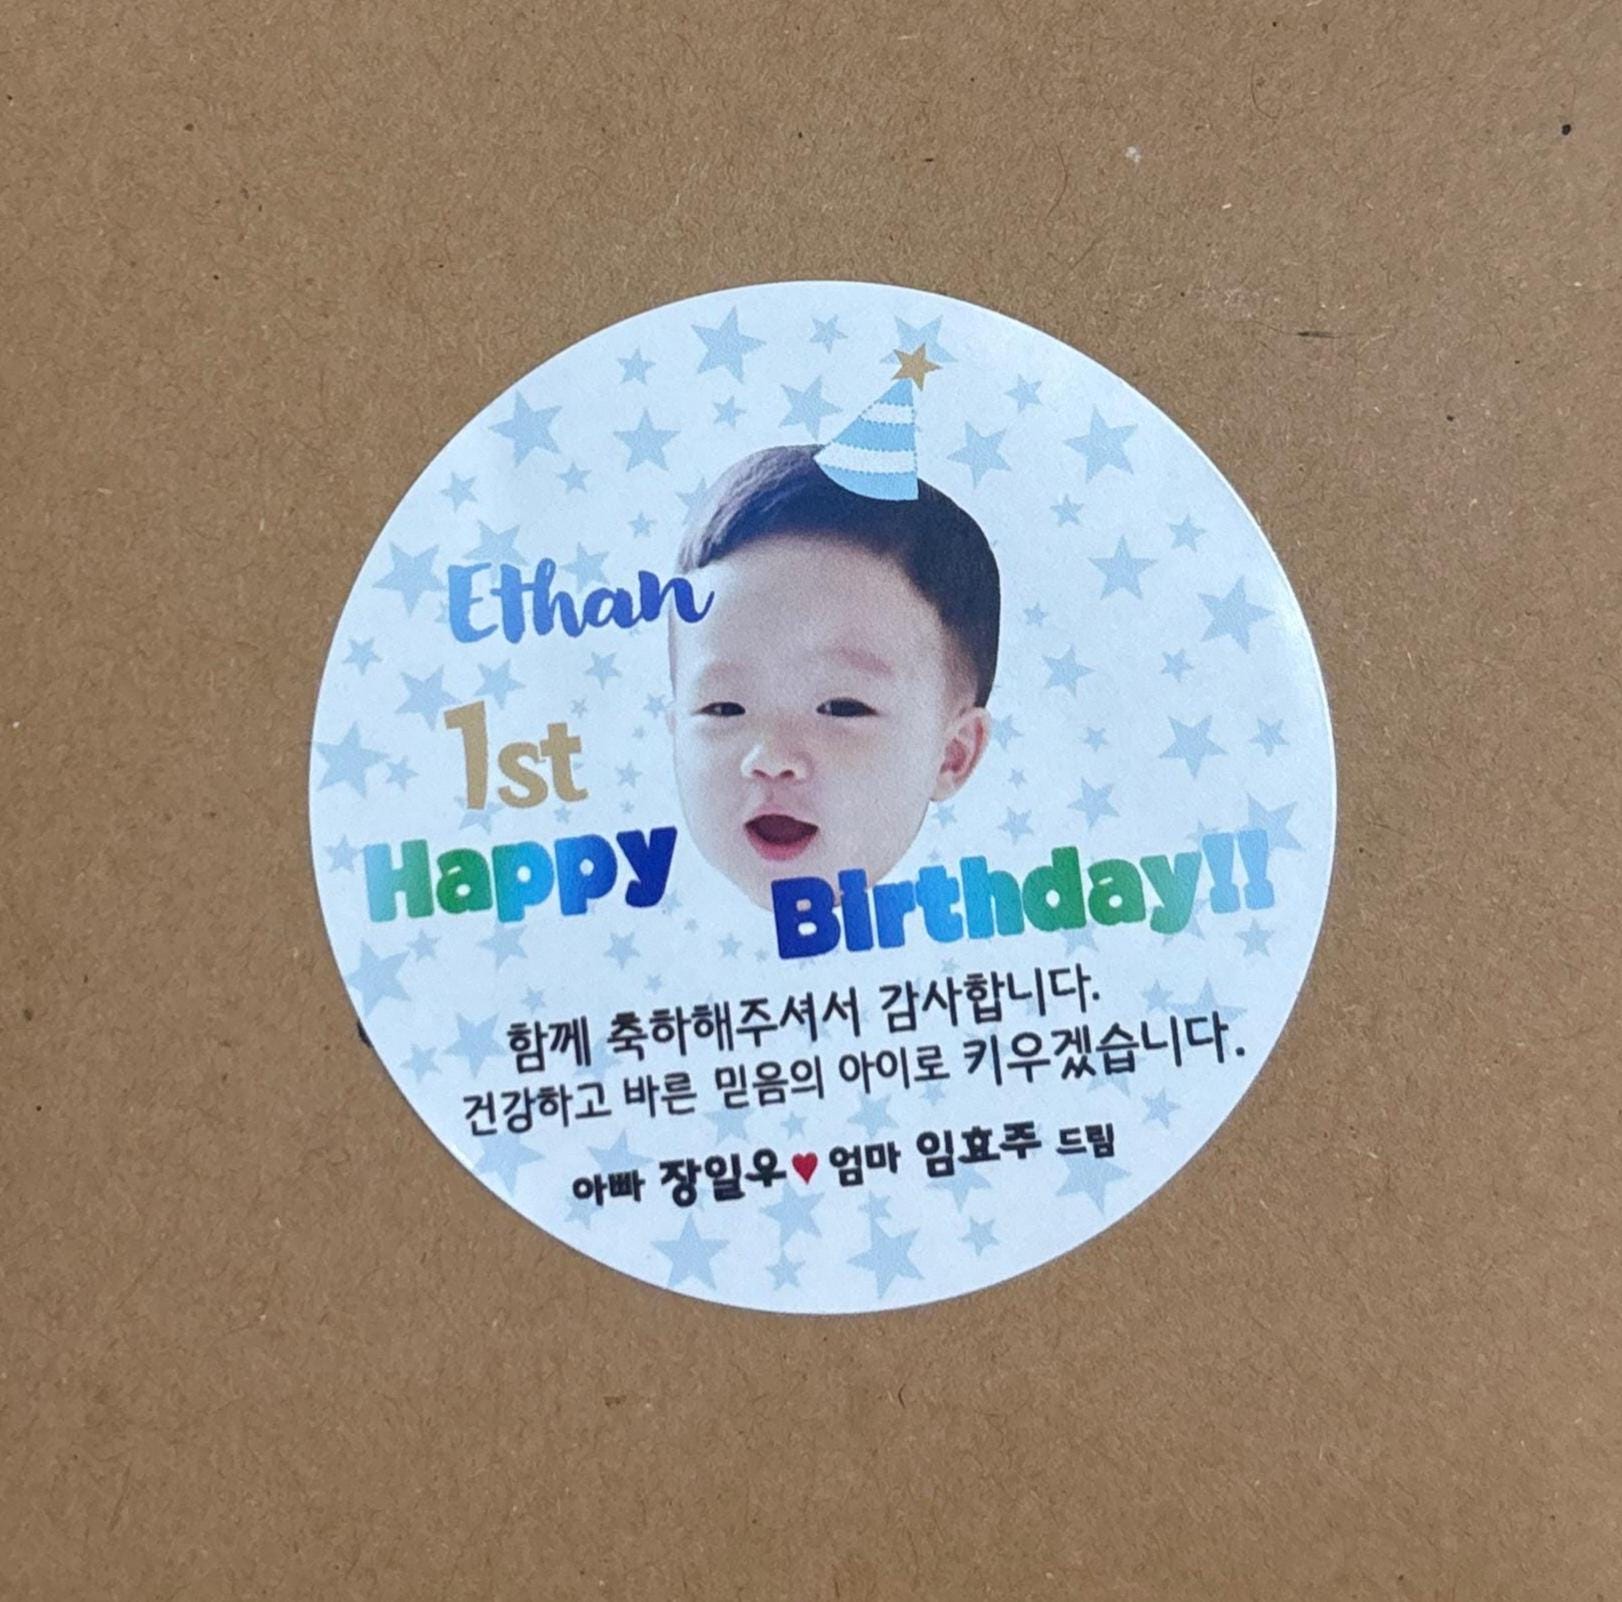 Ethan
1st
Happy Birthday!!
함께 축하해주셔서 감사합니다.
건강하고 바른 믿음의 아이로 키우겠습니다.
아빠 장일우♥엄마 임효주 드림